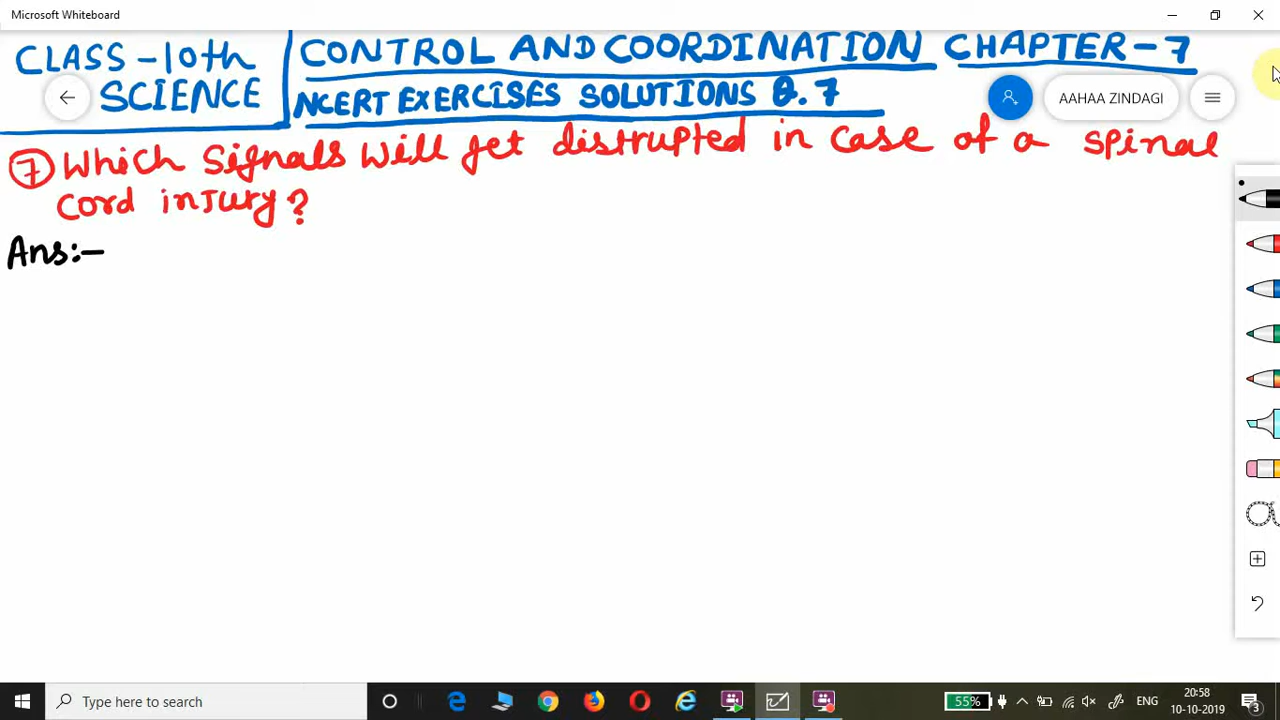 Microsoft Whiteboard
CLASS -10th
SCIENCE
CONTROL AND COORDINATION CHAPTER-7
NCERT EXERCISES SOLUTIONS Q.7
AAHAA ZINDAGI
7 Which Signals will get distrupted in case of a spinal
cord injury?
Ans:-
Type here to search
55%
ENG
20:58
10-10-2019
3